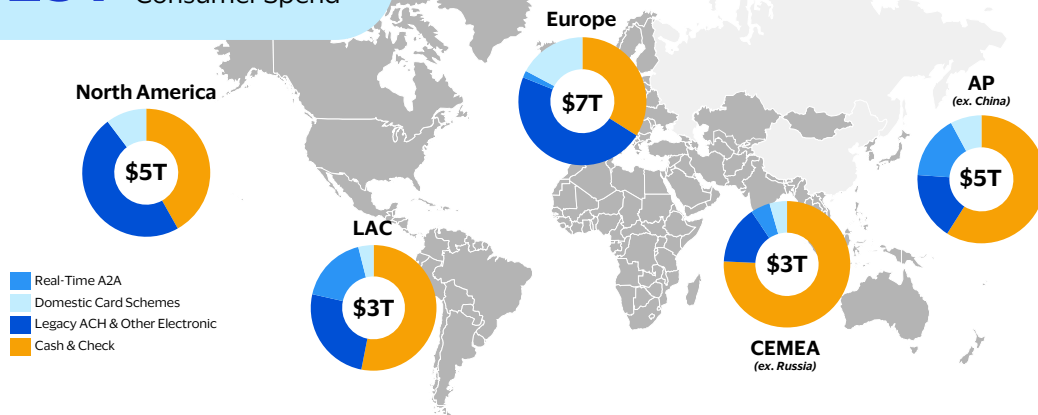 Consumer Spend
Europe
$7T
North America
$5T
AP
(ex. China)
$5T
LAC
$3T
$3T
CEMEA
(ex. Russia)
Real-Time A2A
Domestic Card Schemes
Legacy ACH & Other Electronic
Cash & Check